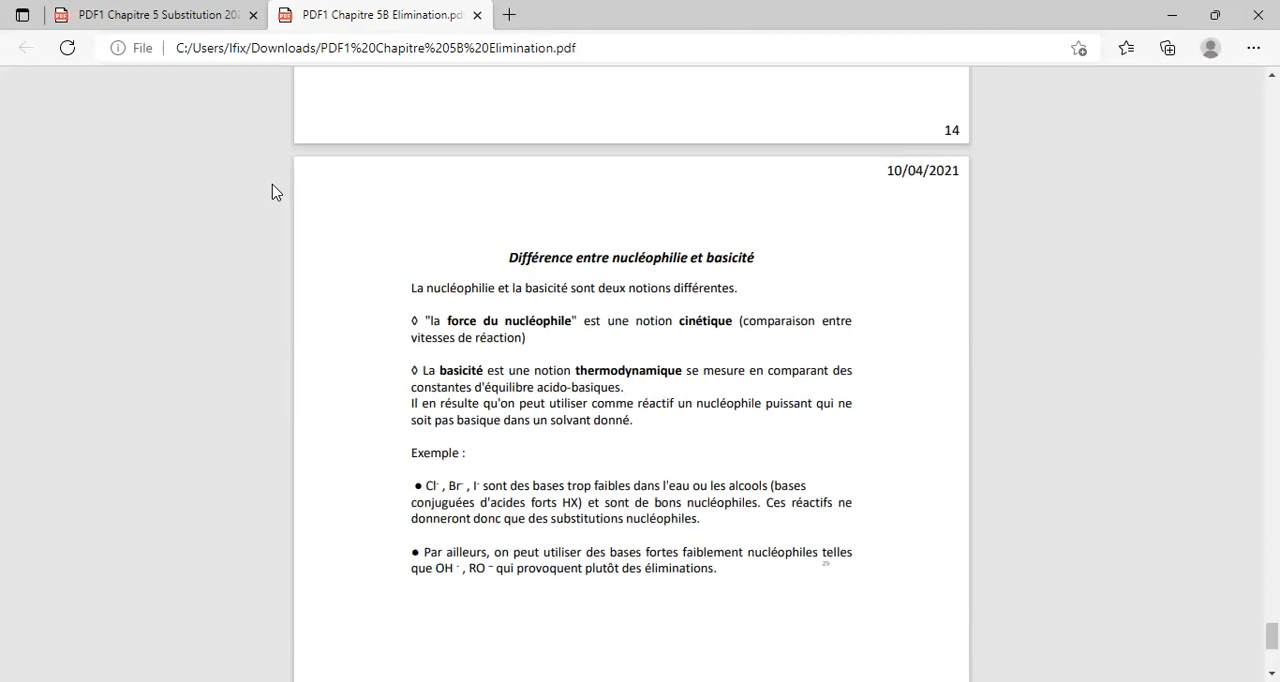 PDF1 Chapitre 5 Substitution 202
PDF1 Chapitre 5B Elimination.pd
File
C:/Users/Ifix/Downloads/PDF1%20Chapitre%205B%20Elimination.pdf
14
10/04/2021
Différence entre nucléophilie et basicité
La nucléophilie et la basicité sont deux notions différentes.
◊ "la force du nucléophile" est une notion cinétique (comparaison entre
vitesses de réaction)
◊ La basicité est une notion thermodynamique se mesure en comparant des
constantes d'équilibre acido-basiques.
Il en résulte qu'on peut utiliser comme réactif un nucléophile puissant qui ne
soit pas basique dans un solvant donné.
Exemple :
● Cl⁻ , Br⁻ , I⁻ sont des bases trop faibles dans l'eau ou les alcools (bases
conjuguées d'acides forts HX) et sont de bons nucléophiles. Ces réactifs ne
donneront donc que des substitutions nucléophiles.
● Par ailleurs, on peut utiliser des bases fortes faiblement nucléophiles telles
que OH ⁻ , RO ⁻ qui provoquent plutôt des éliminations.
29